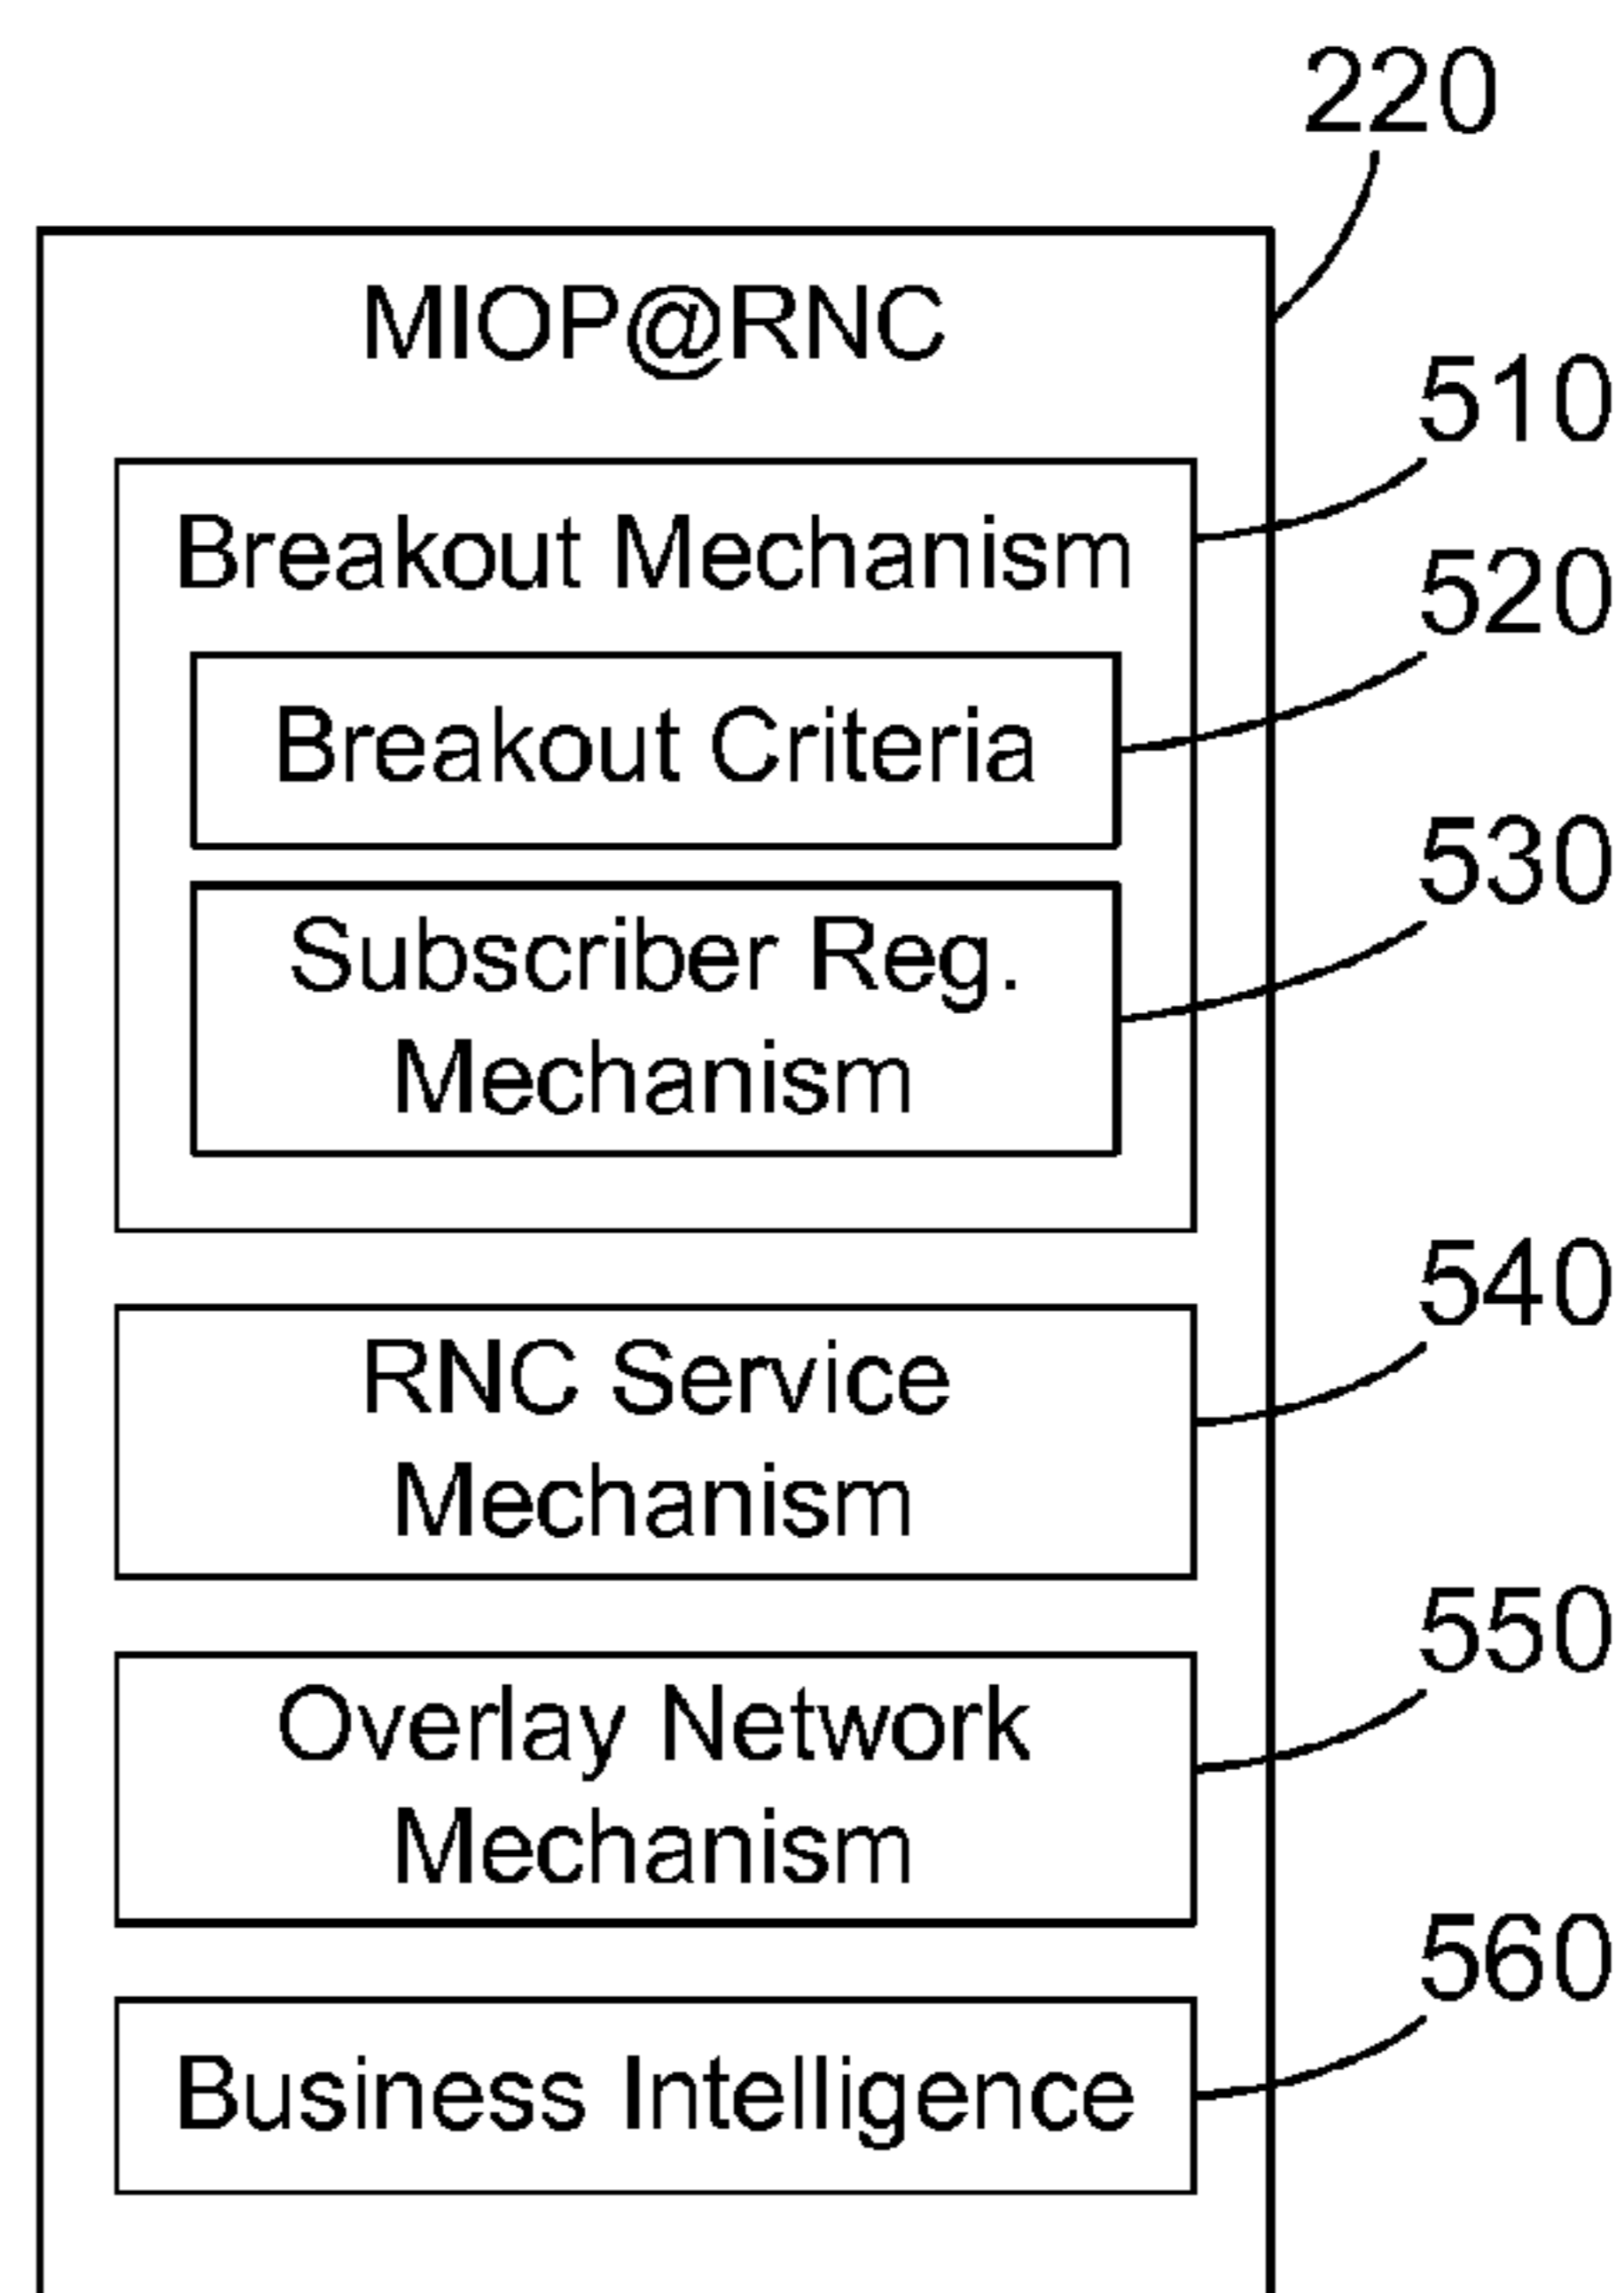 220
MIOP@RNC
510
Breakout Mechanism
520
Breakout Criteria
530
Subscriber Reg.
Mechanism
540
RNC Service
Mechanism
550
Overlay Network
Mechanism
560
Business Intelligence